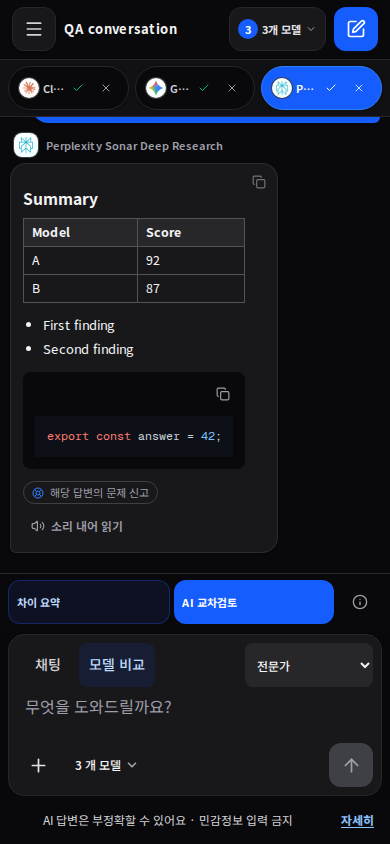 QA conversation
3 3개 모델
Cl...
G...
P...
Perplexity Sonar Deep Research
Summary
Model Score
A 92
B 87
First finding
Second finding
export const answer = 42;
해당 답변의 문제 신고
소리 내어 읽기
차이 요약
AI 교차검토
채팅
모델 비교
전문가
무엇을 도와드릴까요?
3 개 모델
AI 답변은 부정확할 수 있어요 · 민감정보 입력 금지
자세히